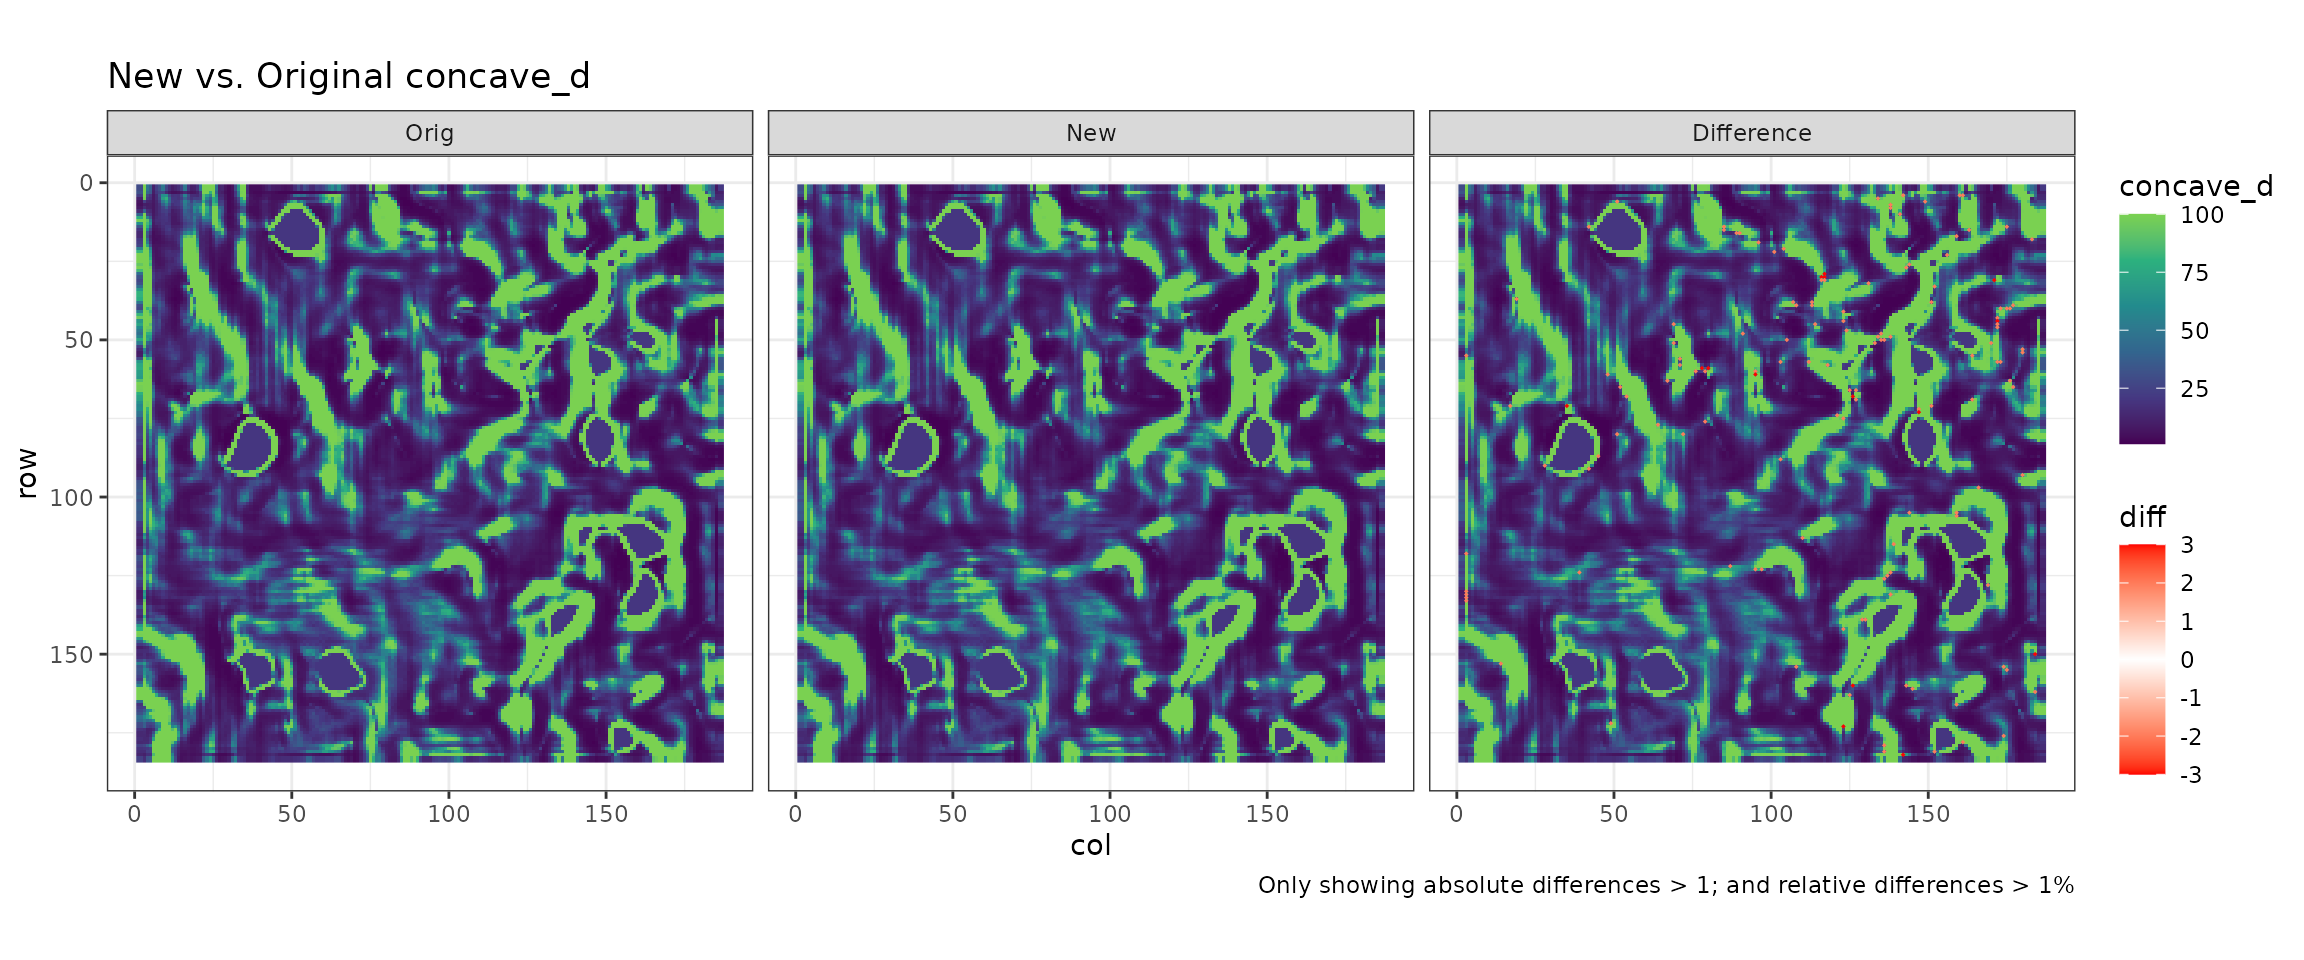 New vs. Original concave_d
Orig
New
Difference
row
0
50
100
150
0 50 100 150
0 50 100 150
0 50 100 150
col
concave_d
100
75
50
25
diff
3
2
1
0
-1
-2
-3
Only showing absolute differences > 1; and relative differences > 1%